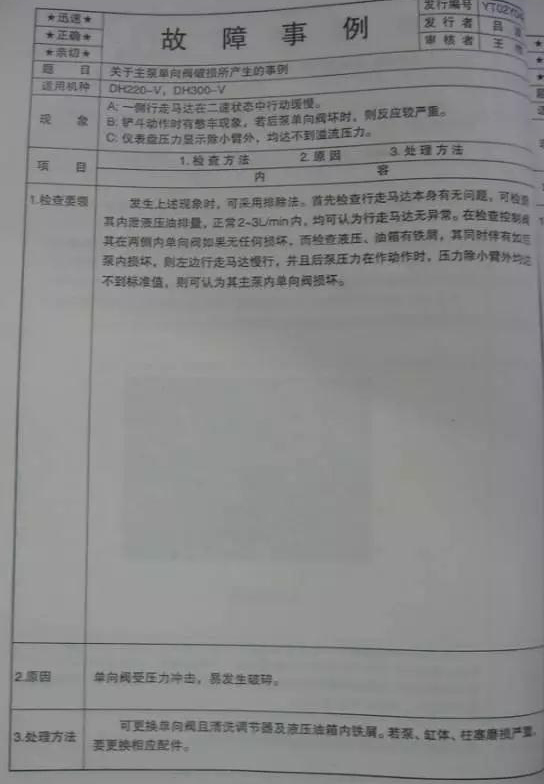 ★迅速★
★正确★
★亲切★
故障事例
发行编号 YT02Y0
发行者 吕
审核者 王
题目 关于主泵单向阀破损所产生的事例
适用机种 DH220-V，DH300-V
现象
A: 一侧行走马达在二速状态中行动缓慢。
B: 铲斗动作时有憋车现象，若后泵单向阀坏时，则反应较严重。
C: 仪表盘压力显示除小臂外，均达不到溢流压力。
项目
1.检查方法 2.原因 3.处理方法
内容
1.检查要领
发生上述现象时，可采用排除法。首先检查行走马达本身有无问题，可检查
其内泄液压油排量，正常2~3L/min内，均可认为行走马达无异常。在检查控制阀
其在两侧内单向阀如果无任何损坏，而检查液压、油箱有铁屑，其同时伴有如后
泵内损坏，则左边行走马达慢行，并且后泵压力在作动作时，压力除小臂外均达
不到标准值，则可认为其主泵内单向阀损坏。
2.原因
单向阀受压力冲击，易发生破碎。
3.处理方法
可更换单向阀且清洗调节器及液压油箱内铁屑。若泵、缸体、柱塞磨损严重，
要更换相应配件。